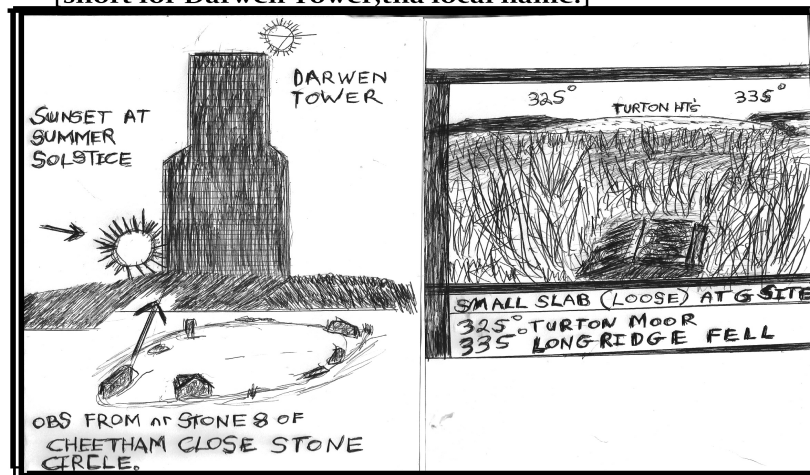 short for Darwen Tower,tha local name.
DARWEN
TOWER
SUNSET AT
SUMMER
SOLSTICE
OBS FROM nr STONE 8 OF
CHEETHAM CLOSE STONE
CIRCLE.
325° 335°
TURTON HTS
SMALL SLAB (LOOSE) AT G SITE
325° TURTON MOOR
335° LONGRIDGE FELL